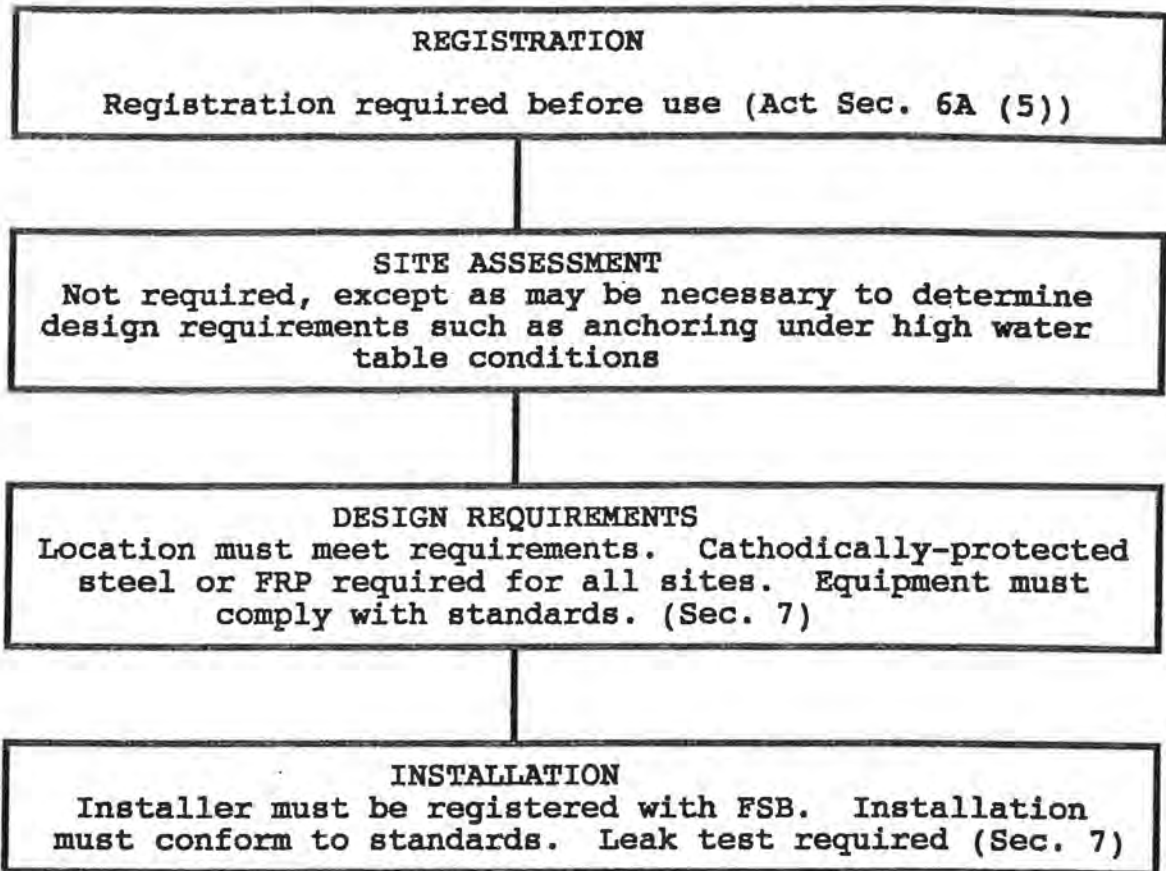 REGISTRATION
Registration required before use (Act Sec. 6A (5))
SITE ASSESSMENT
Not required, except as may be necessary to determine
design requirements such as anchoring under high water
table conditions
DESIGN REQUIREMENTS
Location must meet requirements. Cathodically-protected
steel or FRP required for all sites. Equipment must
comply with standards. (Sec. 7)
INSTALLATION
Installer must be registered with FSB. Installation
must conform to standards. Leak test required (Sec. 7)